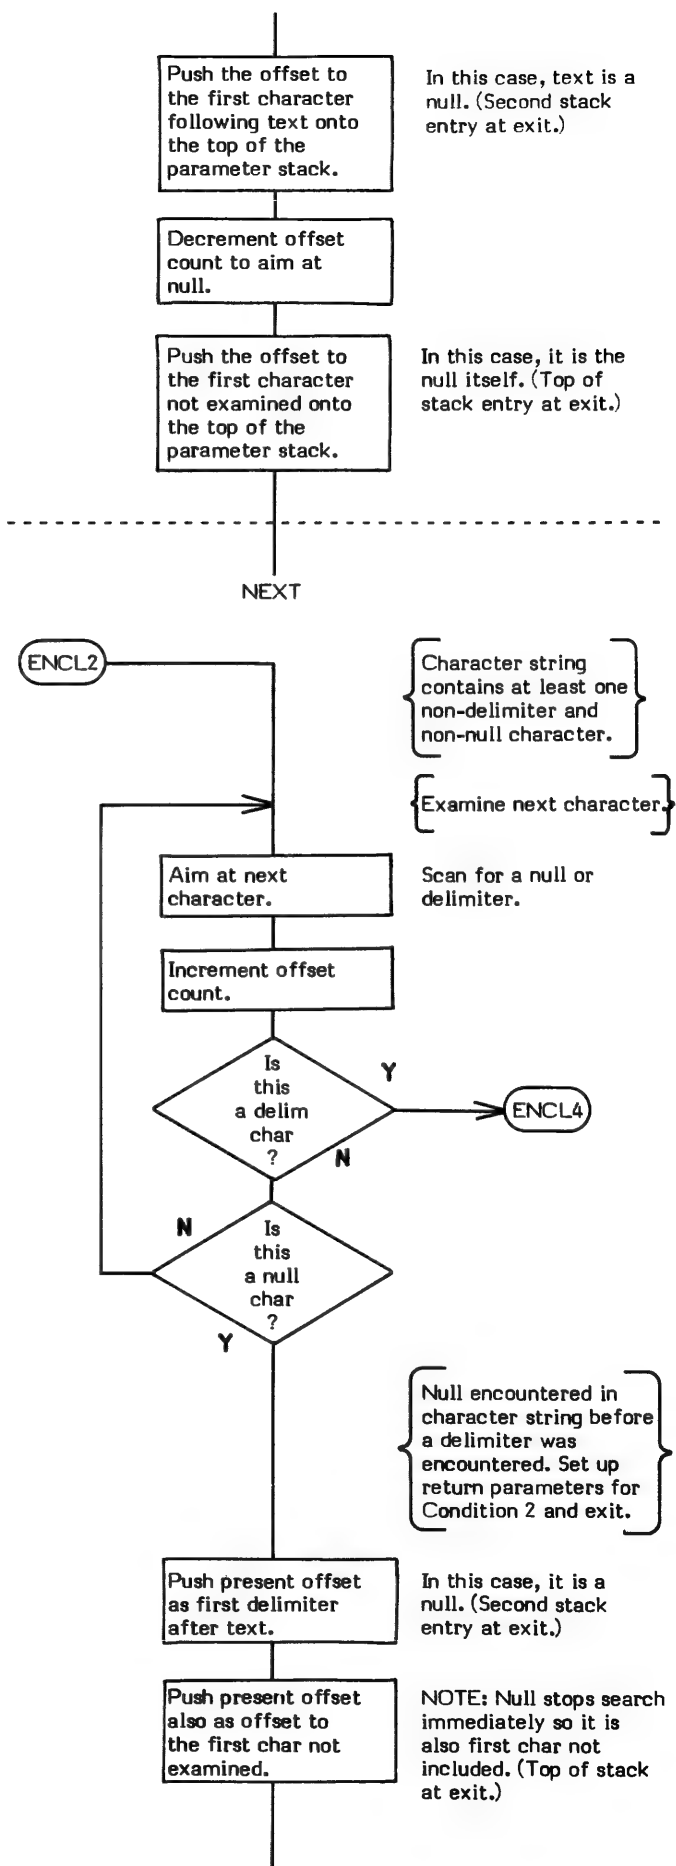 Push the offset to
the first character
following text onto
the top of the
parameter stack.
In this case, text is a
null. (Second stack
entry at exit.)
Decrement offset
count to aim at
null.
Push the offset to
the first character
not examined onto
the top of the
parameter stack.
In this case, it is the
null itself. (Top of
stack entry at exit.)
NEXT
ENCL2
Character string
contains at least one
non-delimiter and
non-null character.
Examine next character.
Aim at next
character.
Scan for a null or
delimiter.
Increment offset
count.
Is
this
a delim
char
?
Y
ENCL4
N
Is
this
a null
char
?
N
Y
Null encountered in
character string before
a delimiter was
encountered. Set up
return parameters for
Condition 2 and exit.
Push present offset
as first delimiter
after text.
In this case, it is a
null. (Second stack
entry at exit.)
Push present offset
also as offset to
the first char not
examined.
NOTE: Null stops search
immediately so it is
also first char not
included. (Top of stack
at exit.)